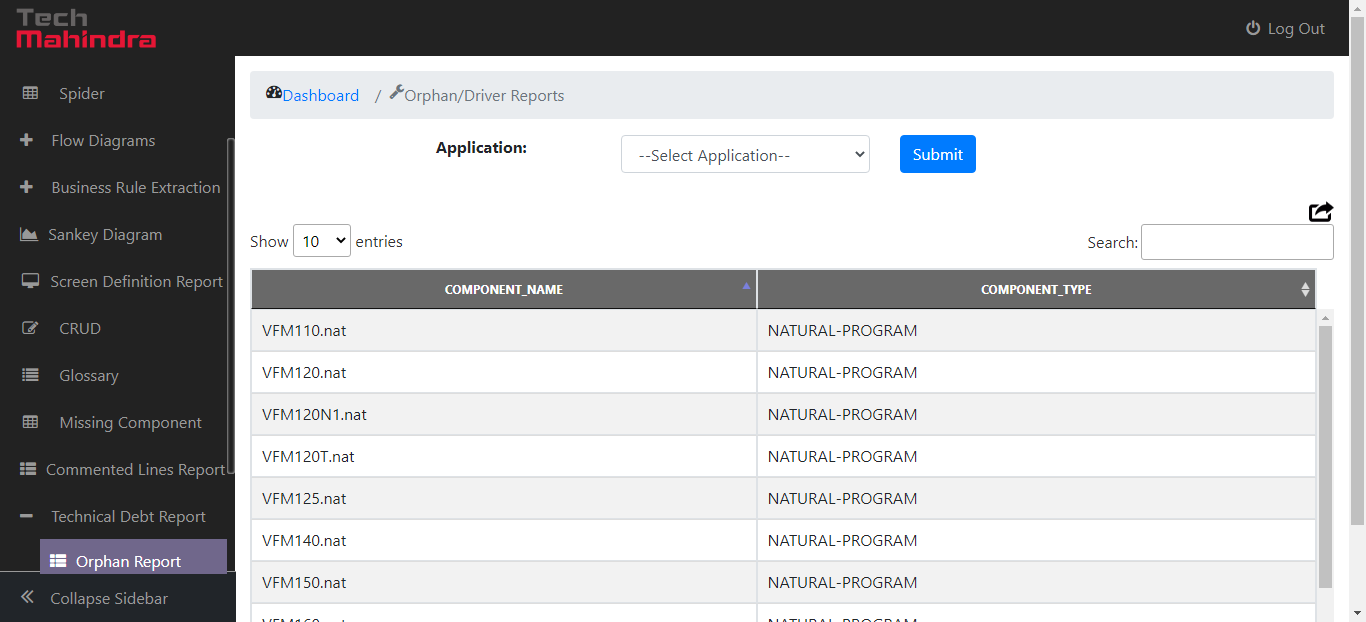 Tech
Mahindra
Log Out
Spider
Flow Diagrams
Business Rule Extraction
Sankey Diagram
Screen Definition Report
CRUD
Glossary
Missing Component
Commented Lines Report
Technical Debt Report
Orphan Report
Collapse Sidebar
Dashboard / Orphan/Driver Reports
Application: --Select Application-- Submit
Show 10 entries Search:
COMPONENT_NAME COMPONENT_TYPE
VFM110.nat NATURAL-PROGRAM
VFM120.nat NATURAL-PROGRAM
VFM120N1.nat NATURAL-PROGRAM
VFM120T.nat NATURAL-PROGRAM
VFM125.nat NATURAL-PROGRAM
VFM140.nat NATURAL-PROGRAM
VFM150.nat NATURAL-PROGRAM